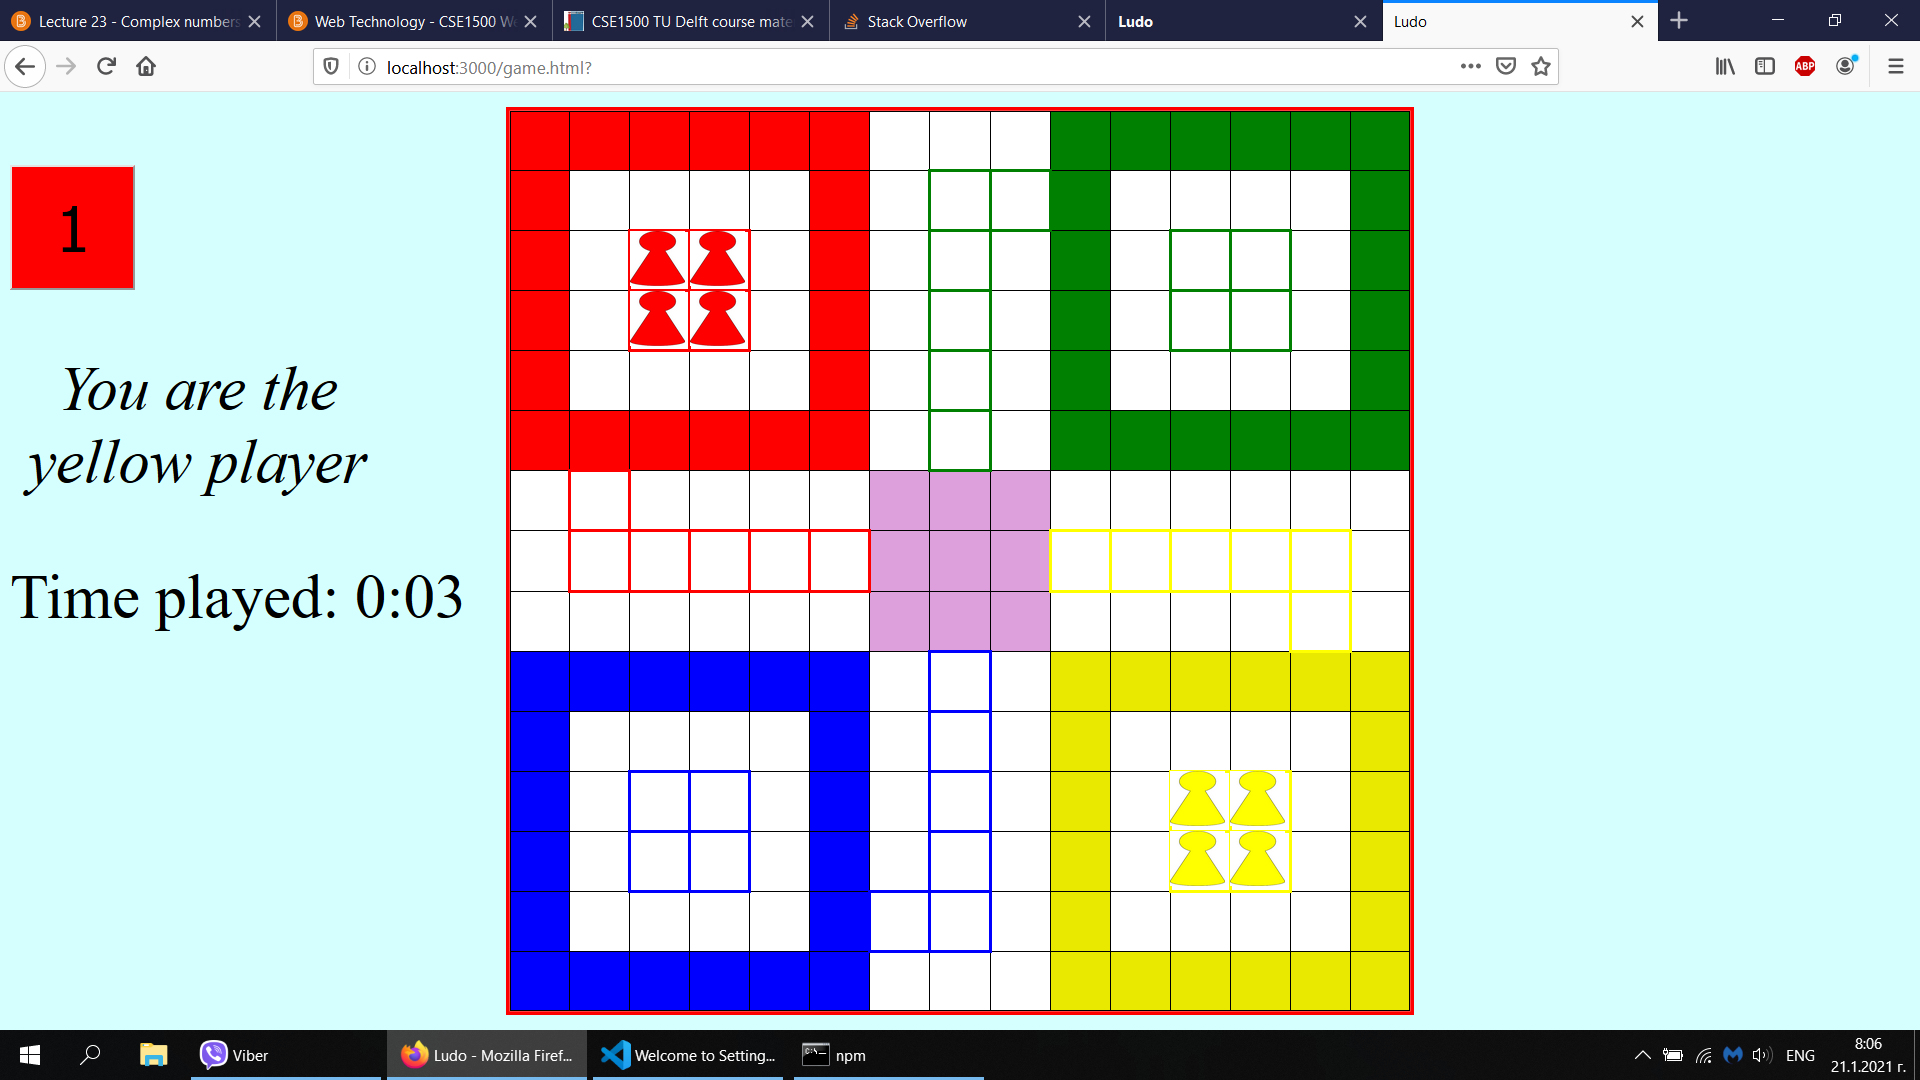 Lecture 23 - Complex numbers
Web Technology - CSE1500 W
CSE1500 TU Delft course mate
Stack Overflow
Ludo
Ludo
localhost:3000/game.html?
ABP
1
You are the
yellow player
Time played: 0:03
Viber
Ludo - Mozilla Firef...
Welcome to Setting...
npm
ENG
8:06
21.1.2021 г.